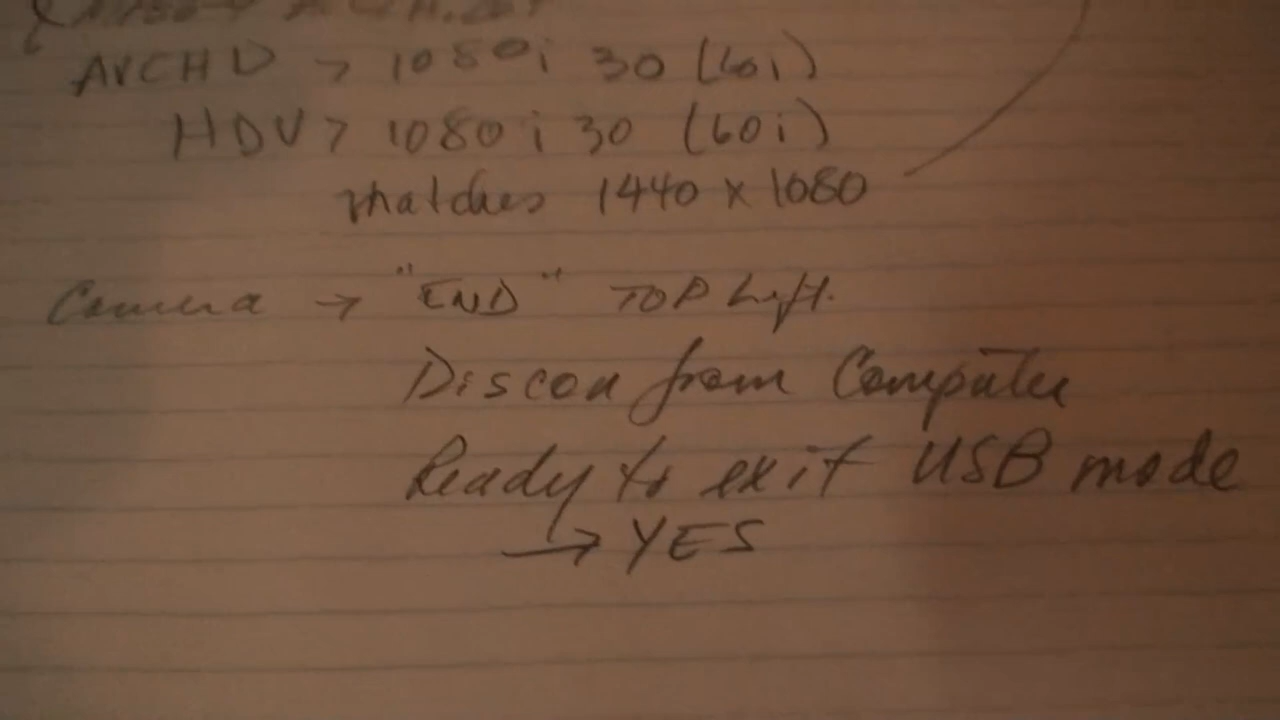 AVCHD > 1080i 30 (60i)
HDV > 1080i 30 (60i)
matches 1440 x 1080
Camera → "END" TOP Left.
Discon from Computer
Ready to exit USB mode
→ YES